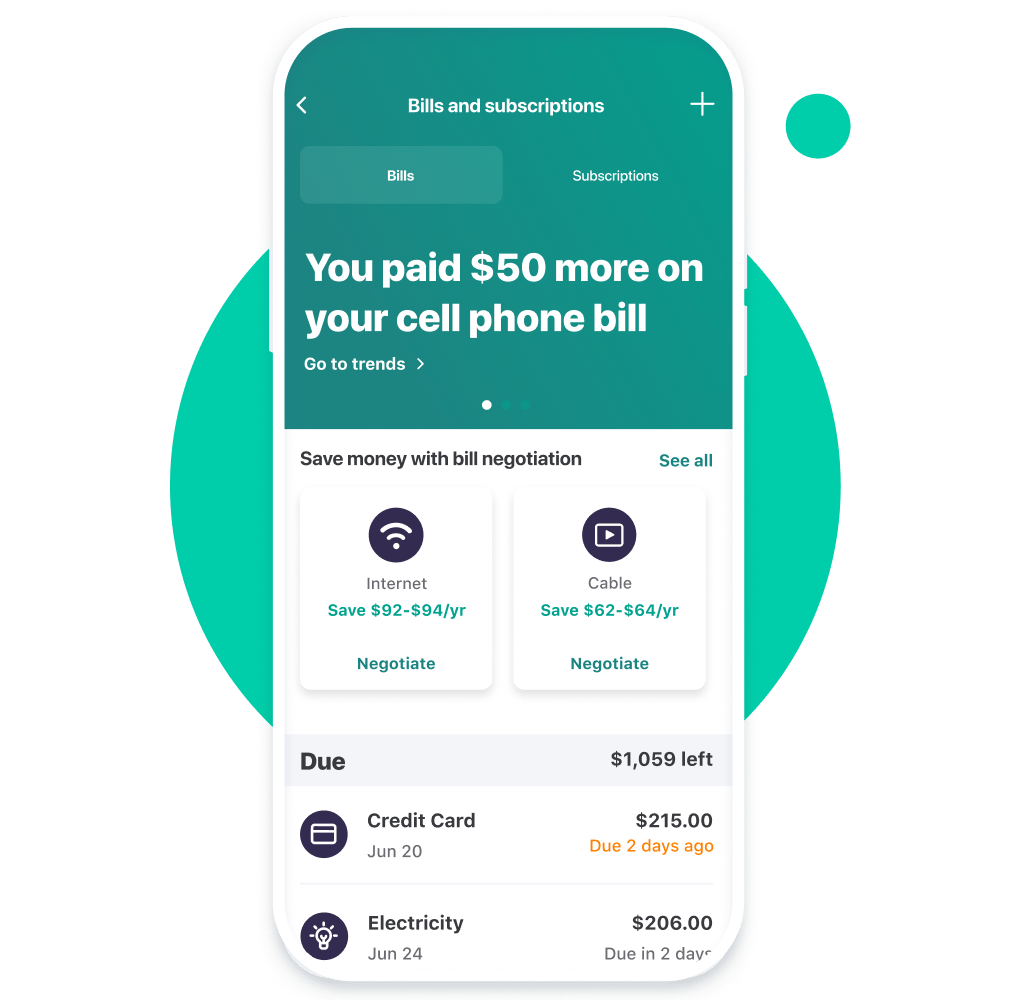 Bills and subscriptions
Bills
Subscriptions
You paid $50 more on
your cell phone bill
Go to trends
Save money with bill negotiation
See all
Internet
Save $92-$94/yr
Negotiate
Cable
Save $62-$64/yr
Negotiate
Due
$1,059 left
Credit Card
$215.00
Jun 20
Due 2 days ago
Electricity
$206.00
Jun 24
Due in 2 days